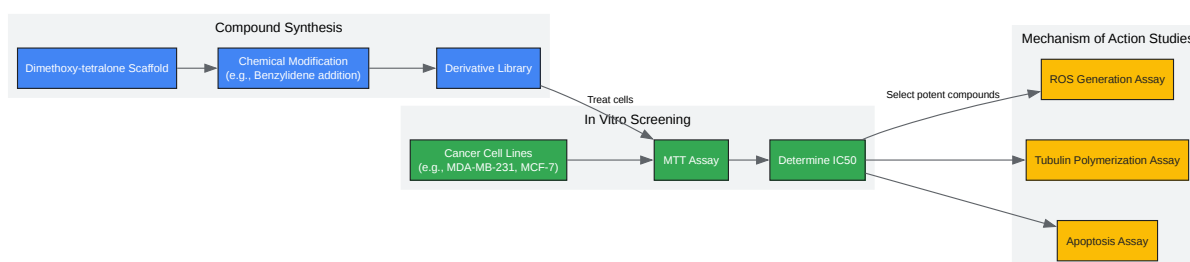 Compound Synthesis
Dimethoxy-tetralone Scaffold
Chemical Modification
(e.g., Benzylidene addition)
Derivative Library
Treat cells
In Vitro Screening
Cancer Cell Lines
(e.g., MDA-MB-231, MCF-7)
MTT Assay
Determine IC50
Select potent compounds
Mechanism of Action Studies
ROS Generation Assay
Tubulin Polymerization Assay
Apoptosis Assay